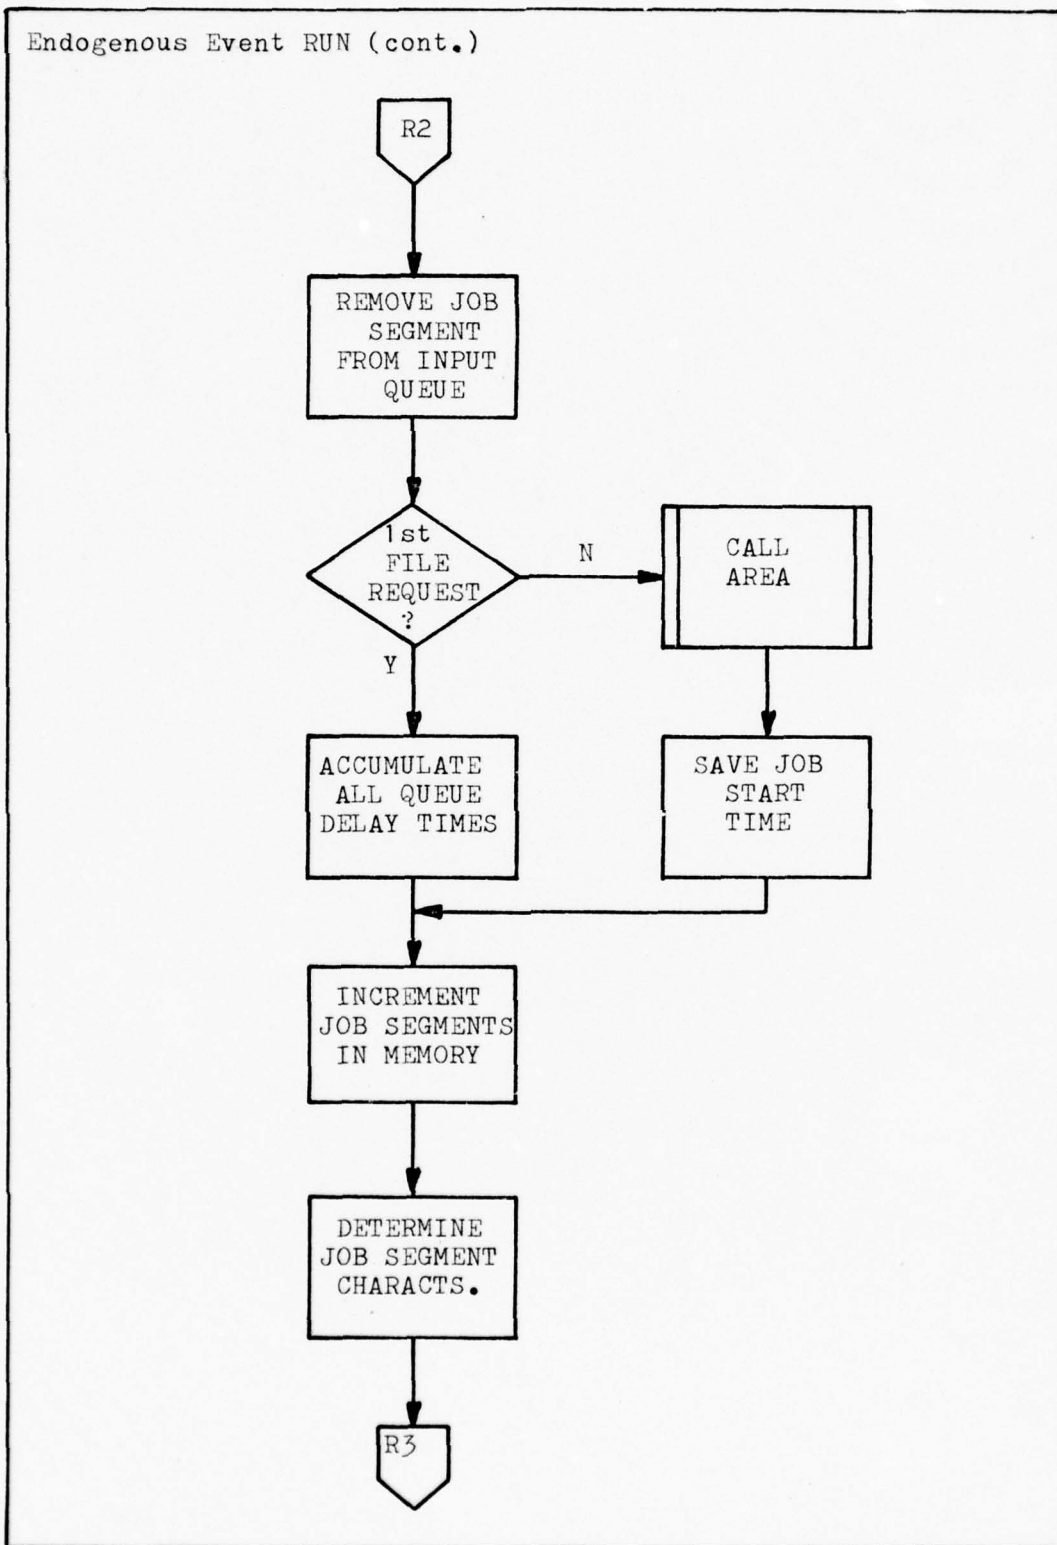 Endogenous Event RUN (cont.)
R2
REMOVE JOB
SEGMENT
FROM INPUT
QUEUE
1st
FILE
REQUEST
?
N
CALL
AREA
Y
ACCUMULATE
ALL QUEUE
DELAY TIMES
SAVE JOB
START
TIME
INCREMENT
JOB SEGMENTS
IN MEMORY
DETERMINE
JOB SEGMENT
CHARACTS.
R3